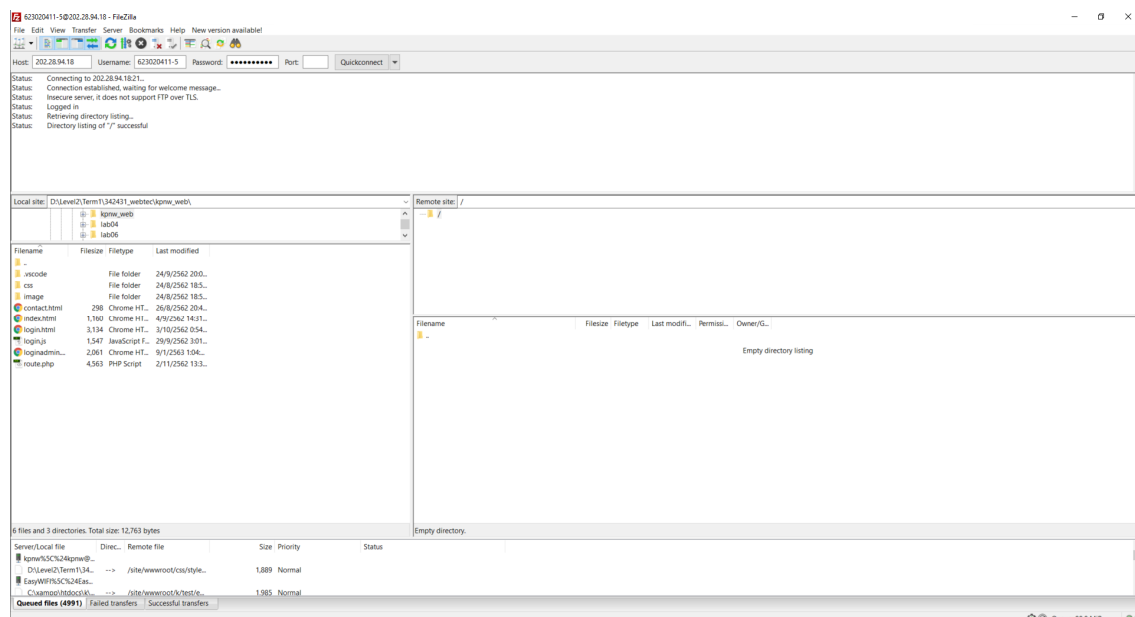 623020411-5@202.28.94.18 - FileZilla
File Edit View Transfer Server Bookmarks Help New version available!
Host: 202.28.94.18 Username: 623020411-5 Password: ●●●●●●●●●● Port: Quickconnect
Status: Connecting to 202.28.94.18:21...
Status: Connection established, waiting for welcome message...
Status: Insecure server, it does not support FTP over TLS.
Status: Logged in
Status: Retrieving directory listing...
Status: Directory listing of "/" successful
Local site: D:\Level2\Term1\342431_webtec\kpnw_web\
kpnw_web
lab04
lab06
Remote site: /
/
Filename Filesize Filetype Last modified
..
.vscode File folder 24/9/2562 20:0...
css File folder 24/8/2562 18:5...
image File folder 24/8/2562 18:5...
contact.html 298 Chrome HT... 26/8/2562 20:4...
index.html 1,160 Chrome HT... 4/9/2562 14:31...
login.html 3,134 Chrome HT... 3/10/2562 0:54...
login.js 1,547 JavaScript F... 29/9/2562 3:01...
loginadmin... 2,061 Chrome HT... 9/1/2563 1:04:...
route.php 4,563 PHP Script 2/11/2562 13:3...
6 files and 3 directories. Total size: 12,763 bytes
Filename Filesize Filetype Last modifi... Permissi... Owner/G...
..
Empty directory listing
Empty directory.
Server/Local file Direc... Remote file Size Priority Status
kpnw%5C%24kpnw@...
D:\Level2\Term1\34... --> /site/wwwroot/css/style... 1,889 Normal
EasyWIFI%5C%24Eas...
C:\xampp\htdocs\k\... --> /site/wwwroot/k/test/e... 1,985 Normal
Queued files (4991) Failed transfers Successful transfers